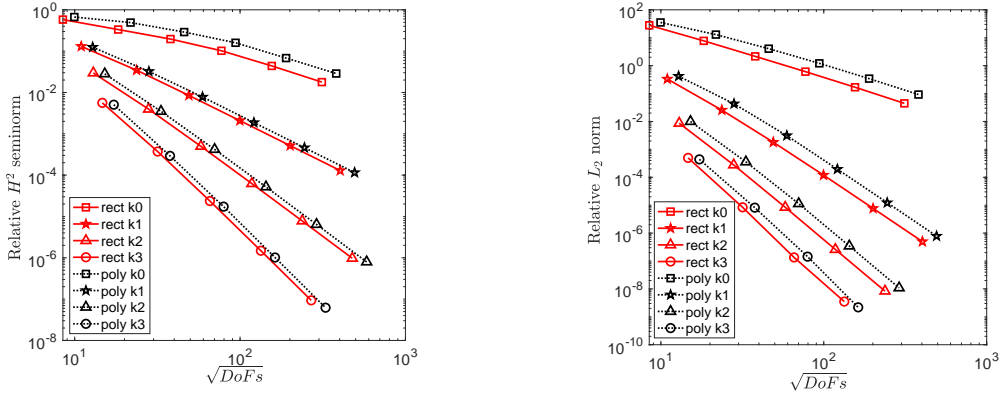 10^0
10^-2
10^-4
10^-6
10^-8
Relative H^2 seminorm
rect k0
rect k1
rect k2
rect k3
poly k0
poly k1
poly k2
poly k3
10^1
10^2
10^3
√DoFs
10^2
10^0
10^-2
10^-4
10^-6
10^-8
10^-10
Relative L_2 norm
rect k0
rect k1
rect k2
rect k3
poly k0
poly k1
poly k2
poly k3
10^1
10^2
10^3
√DoFs